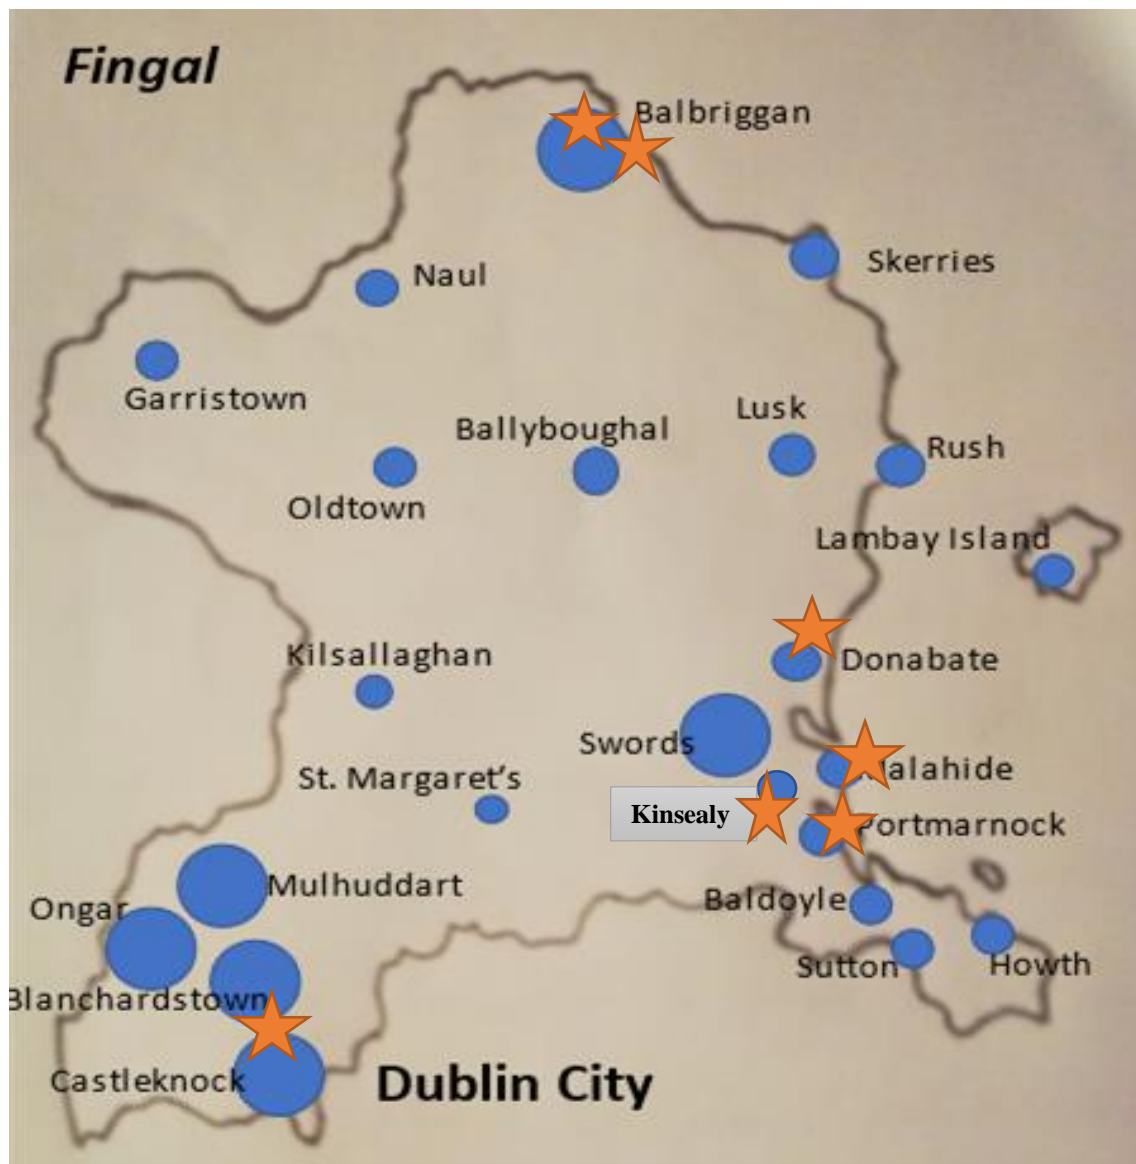 Fingal
Balbriggan
Skerries
Naul
Garristown
Lusk
Ballyboughal
Rush
Oldtown
Lambay Island
Kilsallaghan
Donabate
Swords
Malahide
St. Margaret's
Kinsealy
Portmarnock
Mulhuddart
Baldoyle
Ongar
Sutton
Howth
Blanchardstown
Castleknock
Dublin City